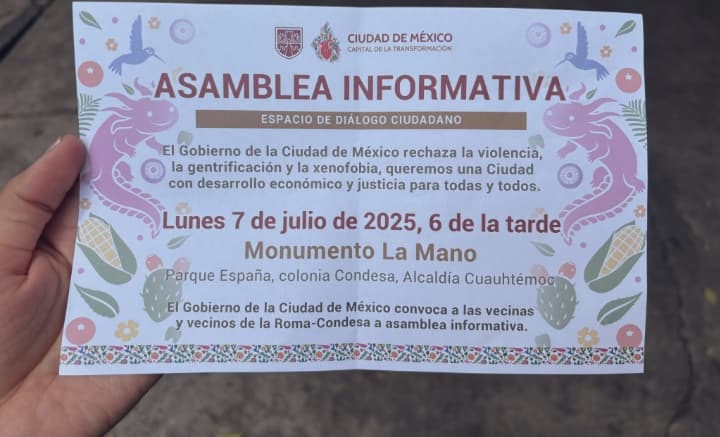 CIUDAD DE MÉXICO
CAPITAL DE LA TRANSFORMACIÓN
ASAMBLEA INFORMATIVA
ESPACIO DE DIÁLOGO CIUDADANO
El Gobierno de la Ciudad de México rechaza la violencia,
la gentrificación y la xenofobia, queremos una Ciudad
con desarrollo económico y justicia para todas y todos.
Lunes 7 de julio de 2025, 6 de la tarde
Monumento La Mano
Parque España, colonia Condesa, Alcaldía Cuauhtémoc
El Gobierno de la Ciudad de México convoca a las vecinas
y vecinos de la Roma-Condesa a asamblea informativa.